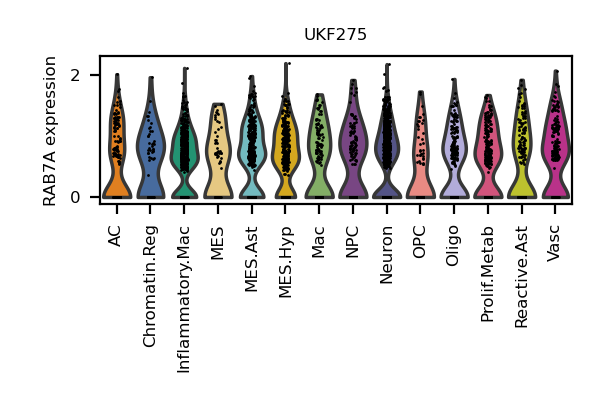 UKF275
RAB7A expression
2
0
AC
Chromatin.Reg
Inflammatory.Mac
MES
MES.Ast
MES.Hyp
Mac
NPC
Neuron
OPC
Oligo
Prolif.Metab
Reactive.Ast
Vasc